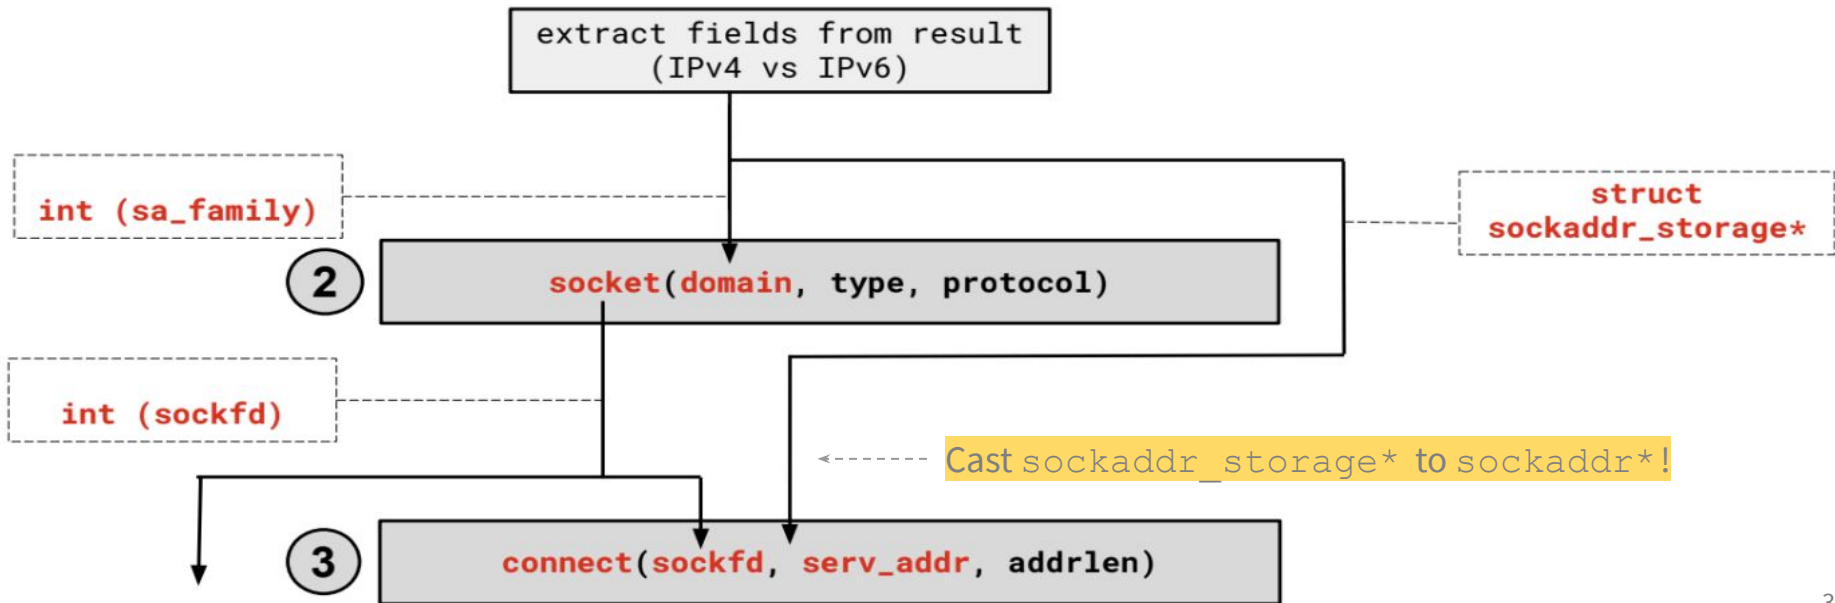 extract fields from result
(IPv4 vs IPv6)
int (sa_family)
struct
sockaddr_storage*
2
socket(domain, type, protocol)
int (sockfd)
Cast sockaddr_storage* to sockaddr*!
3
connect(sockfd, serv_addr, addrlen)